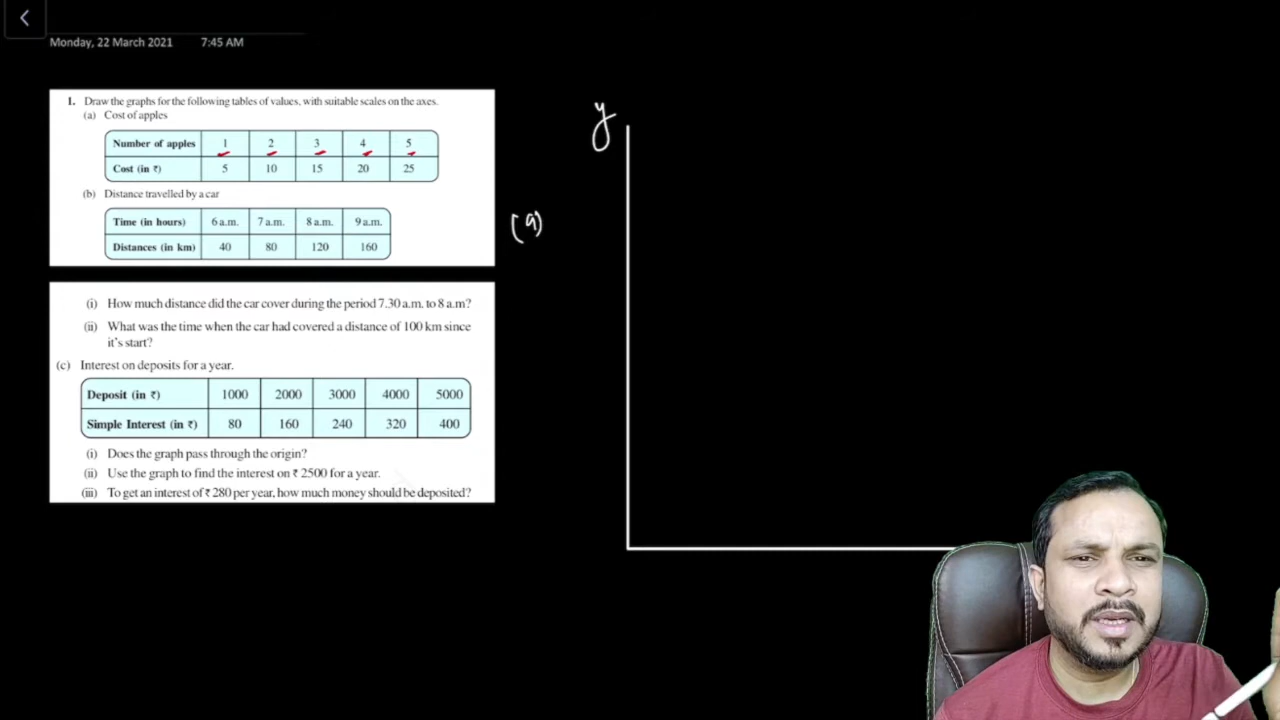 Monday, 22 March 2021 7:45 AM
1. Draw the graphs for the following tables of values, with suitable scales on the axes.
(a) Cost of apples
Number of apples 1 2 3 4 5
Cost (in ₹) 5 10 15 20 25
(b) Distance travelled by a car
Time (in hours) 6 a.m. 7 a.m. 8 a.m. 9 a.m.
Distances (in km) 40 80 120 160
(i) How much distance did the car cover during the period 7.30 a.m. to 8 a.m?
(ii) What was the time when the car had covered a distance of 100 km since
it's start?
(c) Interest on deposits for a year.
Deposit (in ₹) 1000 2000 3000 4000 5000
Simple Interest (in ₹) 80 160 240 320 400
(i) Does the graph pass through the origin?
(ii) Use the graph to find the interest on ₹ 2500 for a year.
(iii) To get an interest of ₹ 280 per year, how much money should be deposited?
(a)
y